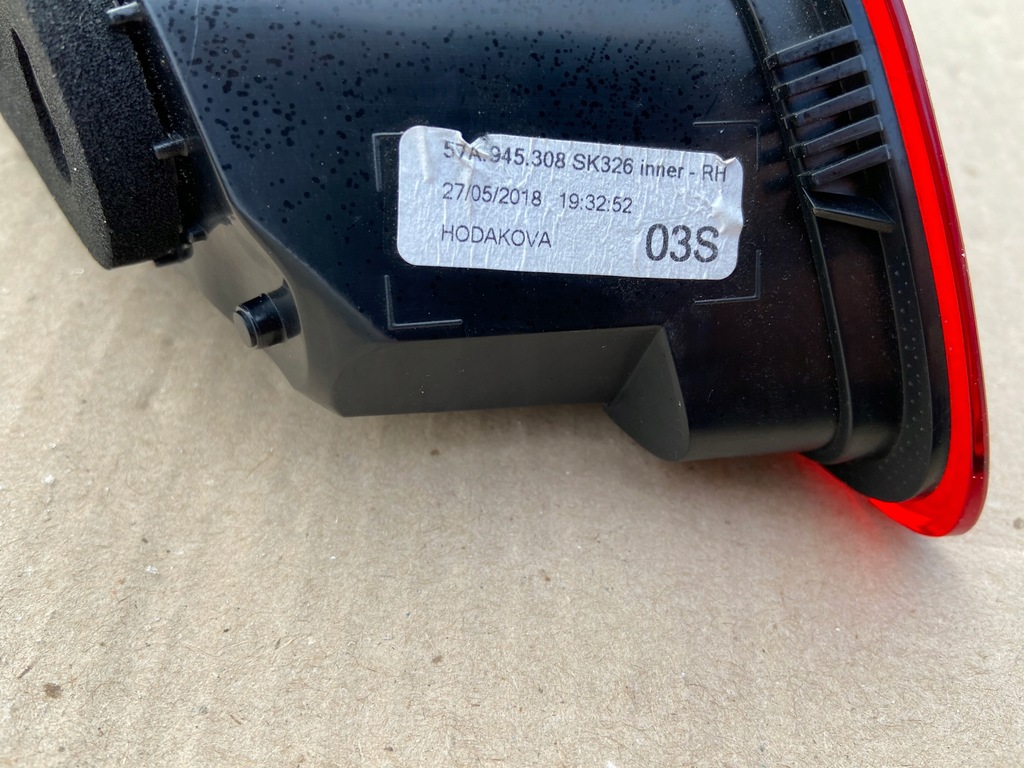 57A.945.308 SK326 inner - RH
27/05/2018 19:32:52
HODAKOVA 03S